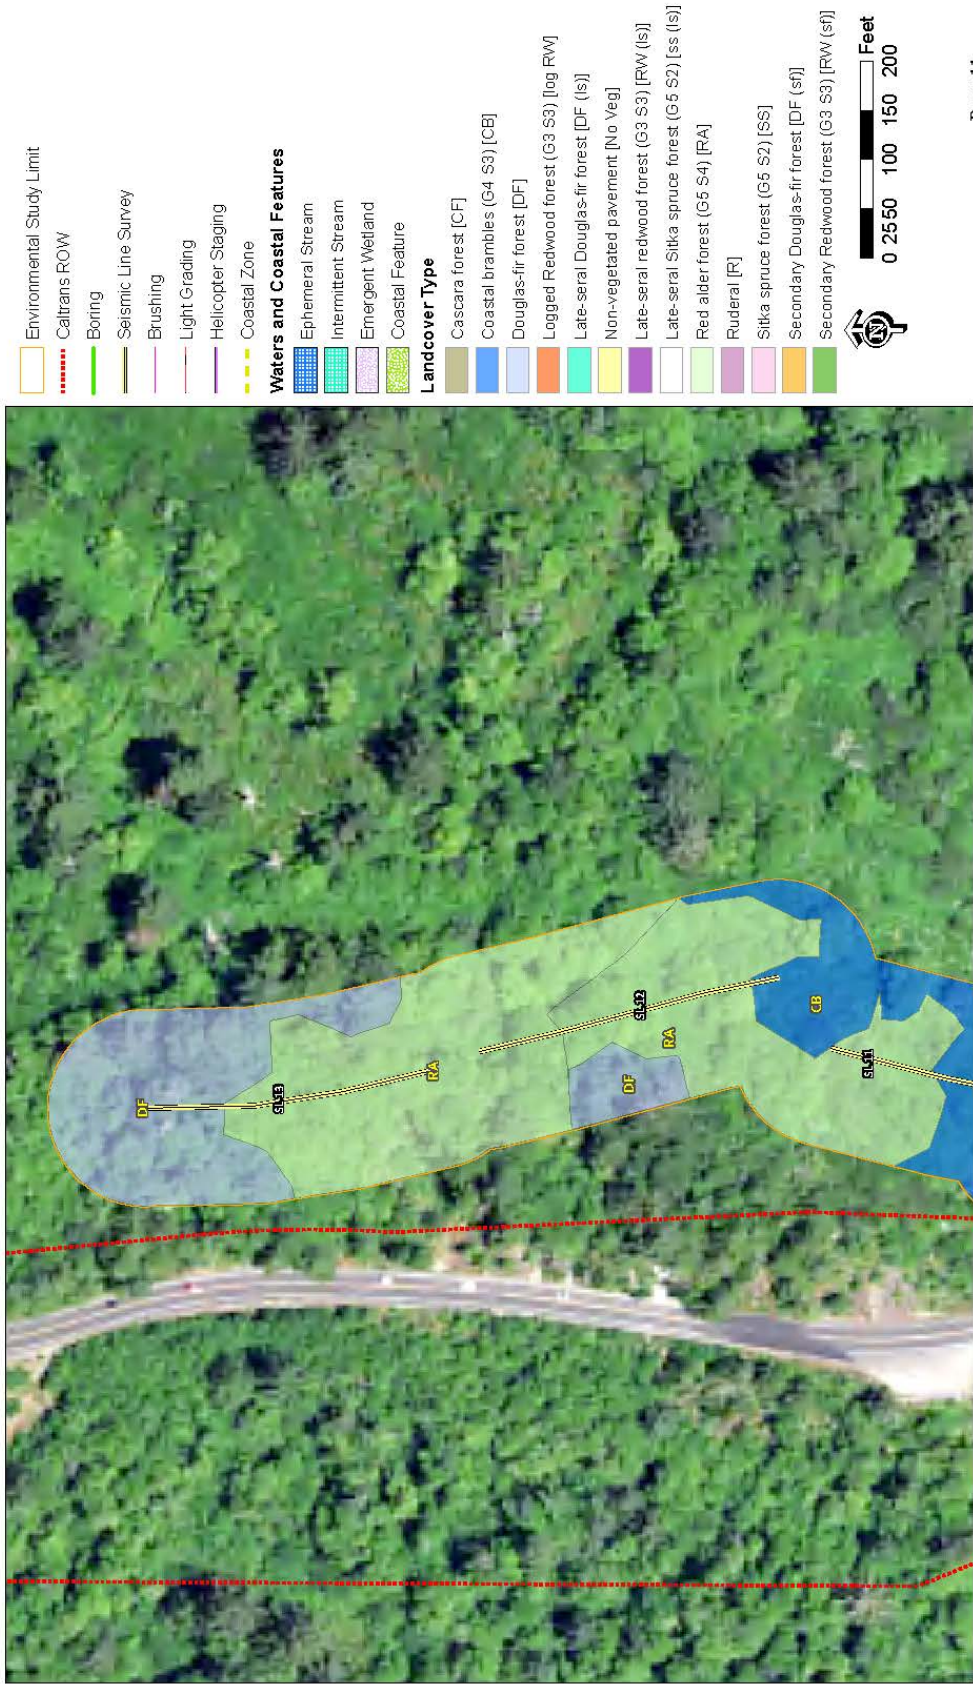 Environmental Study Limit
Caltrans ROW
Boring
Seismic Line Survey
Brushing
Light Grading
Helicopter Staging
Coastal Zone
Waters and Coastal Features
Ephemeral Stream
Intermittent Stream
Emergent Wetland
Coastal Feature
Landcover Type
Cascara forest [CF]
Coastal brambles (G4 S3) [CB]
Douglas-fir forest [DF]
Logged Redwood forest (G3 S3) [log RW]
Late-seral Douglas-fir forest [DF (ls)]
Non-vegetated pavement [No Veg]
Late-seral redwood forest (G3 S3) [RW (ls)]
Late-seral Sitka spruce forest (G5 S2) [ss (ls)]
Red alder forest (G5 S4) [RA]
Ruderal [R]
Sitka spruce forest (G5 S2) [SS]
Secondary Douglas-fir forest [DF (sf)]
Secondary Redwood forest (G3 S3) [RW (sf)]
N
Feet
0 25 50 100 150 200
DF
SL13
RA
SL12
DF
RA
CB
SL11